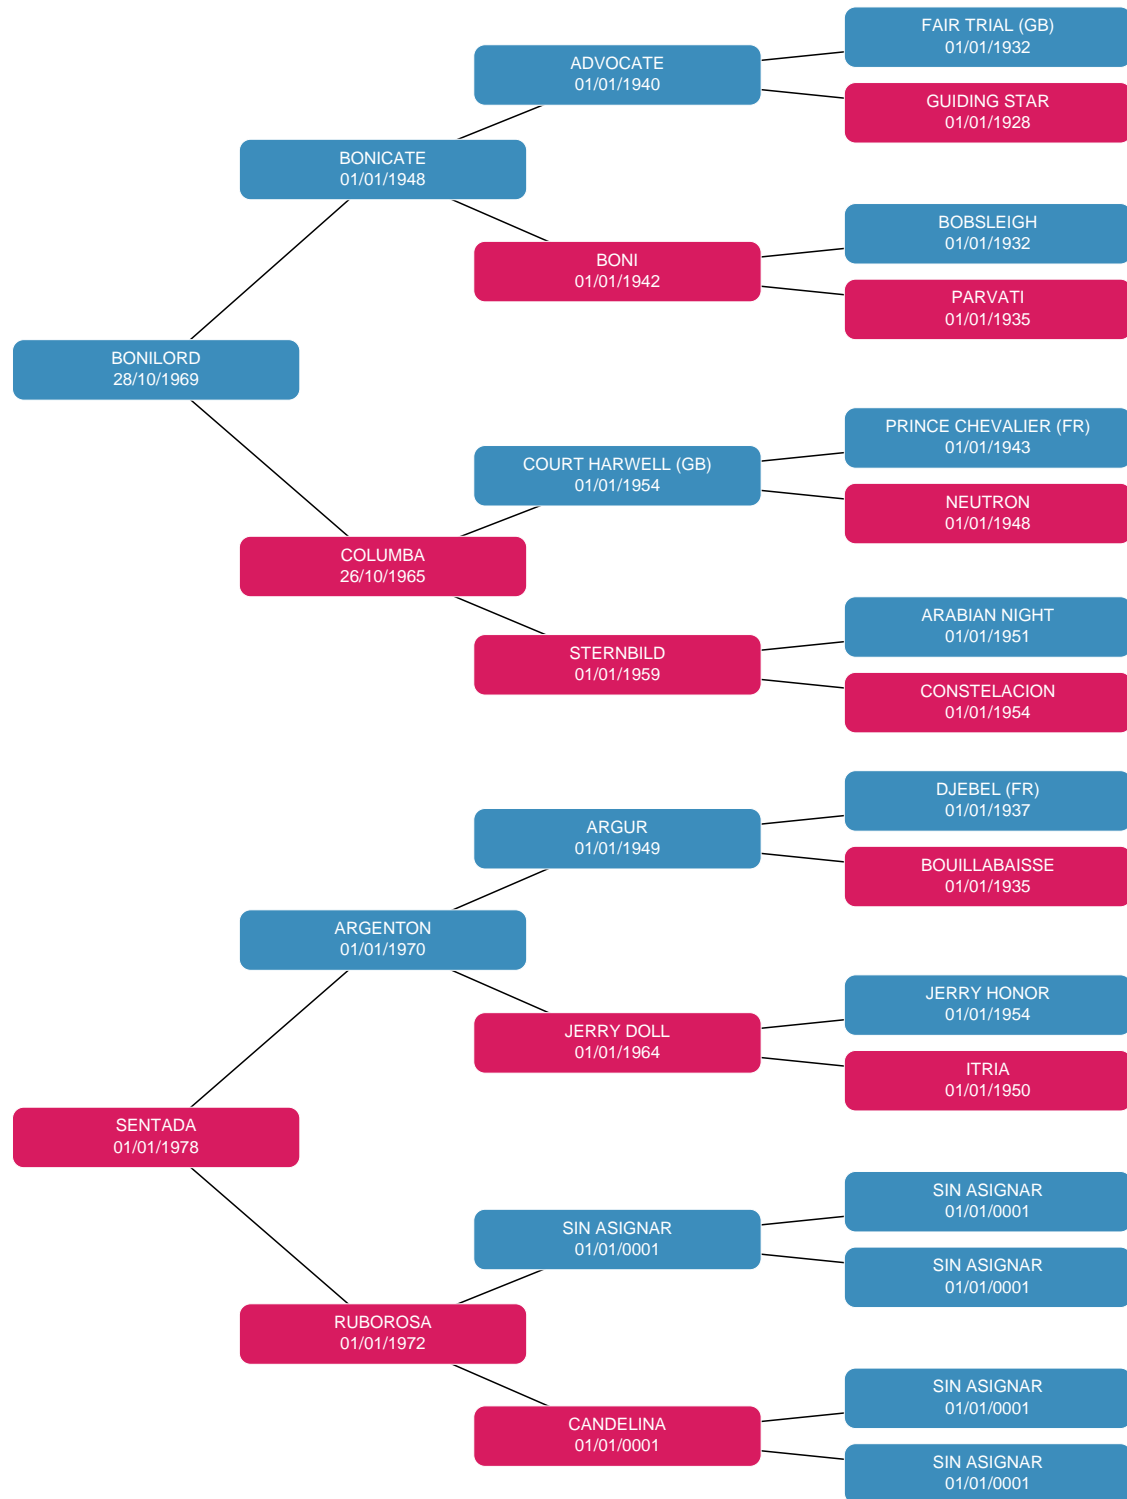 FAIR TRIAL (GB)
01/01/1932
ADVOCATE
01/01/1940
GUIDING STAR
01/01/1928
BONICATE
01/01/1948
BOBSLEIGH
01/01/1932
BONI
01/01/1942
PARVATI
01/01/1935
BONILORD
28/10/1969
PRINCE CHEVALIER (FR)
01/01/1943
COURT HARWELL (GB)
01/01/1954
NEUTRON
01/01/1948
COLUMBA
26/10/1965
ARABIAN NIGHT
01/01/1951
STERNBILD
01/01/1959
CONSTELACION
01/01/1954
DJEBEL (FR)
01/01/1937
ARGUR
01/01/1949
BOUILLABAISSE
01/01/1935
ARGENTON
01/01/1970
JERRY HONOR
01/01/1954
JERRY DOLL
01/01/1964
ITRIA
01/01/1950
SENTADA
01/01/1978
SIN ASIGNAR
01/01/0001
SIN ASIGNAR
01/01/0001
SIN ASIGNAR
01/01/0001
RUBOROSA
01/01/1972
SIN ASIGNAR
01/01/0001
CANDELINA
01/01/0001
SIN ASIGNAR
01/01/0001